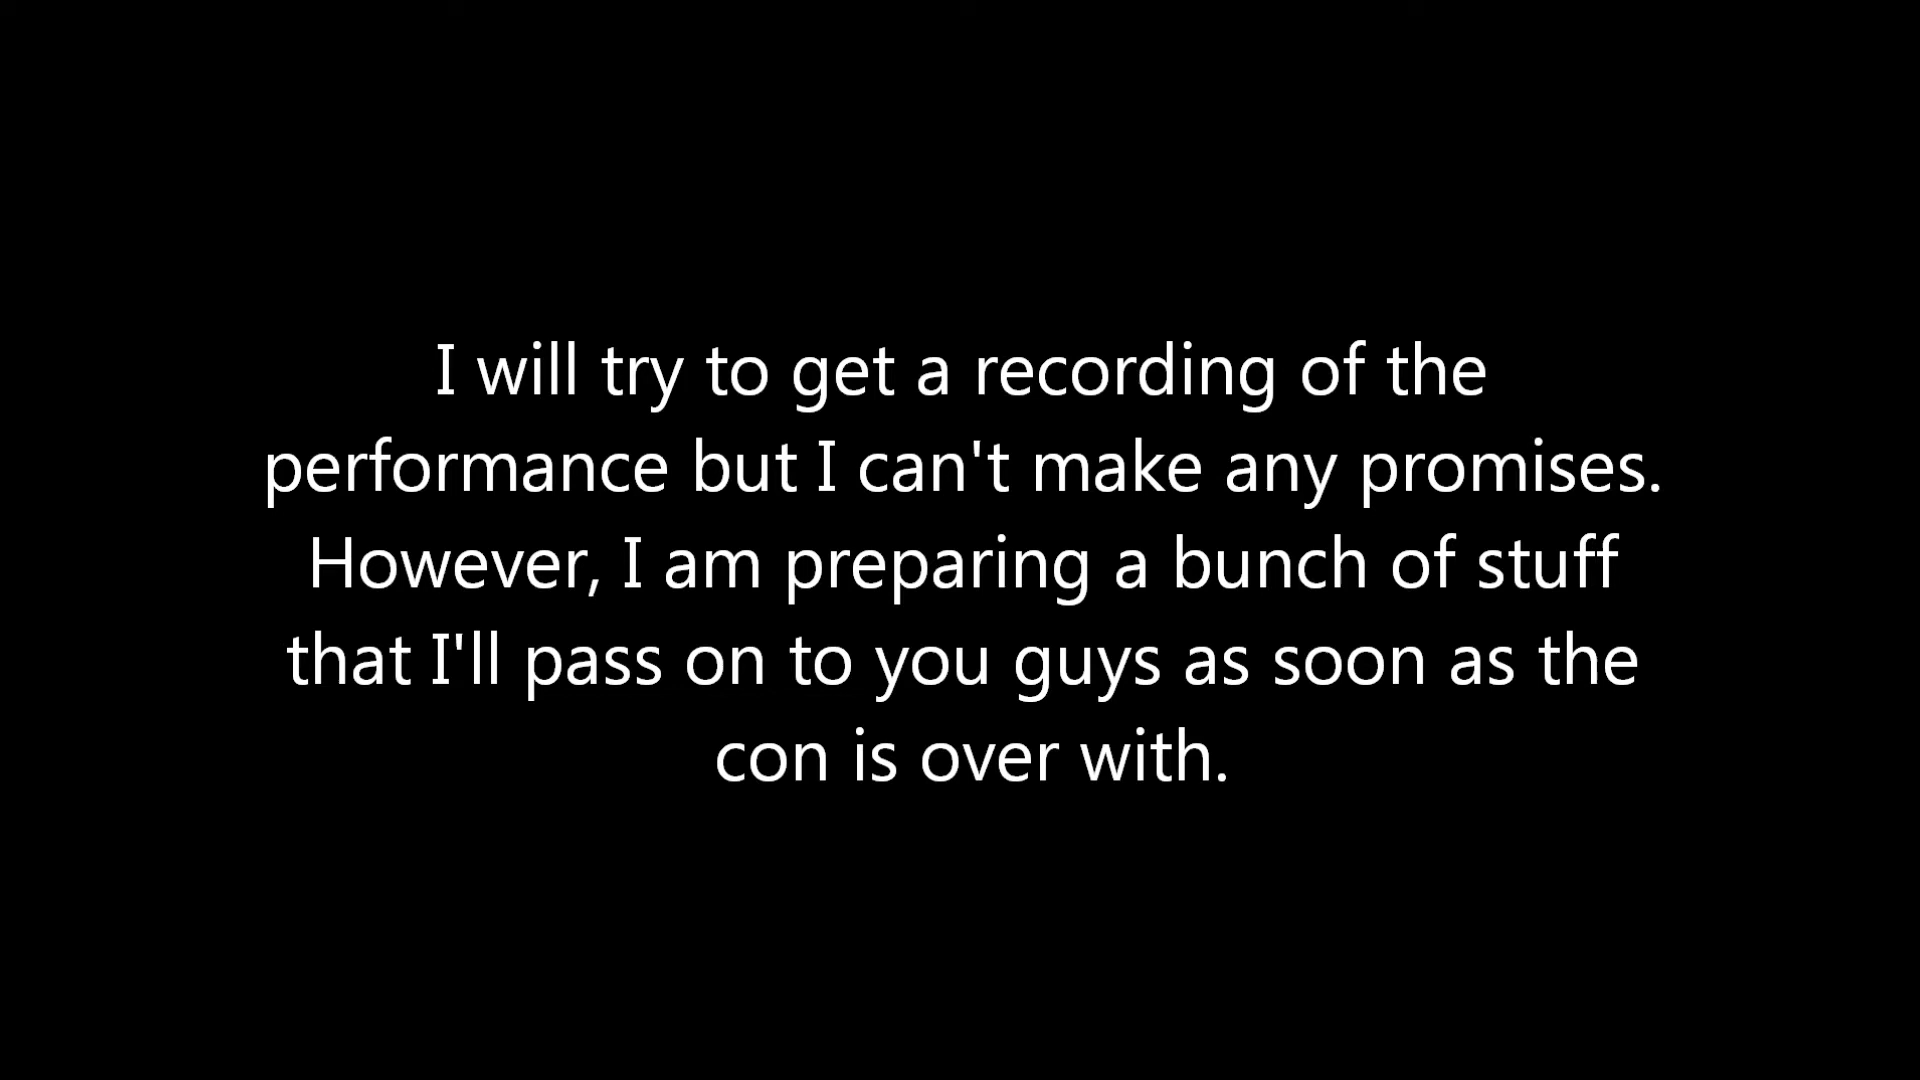 I will try to get a recording of the
performance but I can't make any promises.
However, I am preparing a bunch of stuff
that I'll pass on to you guys as soon as the
con is over with.